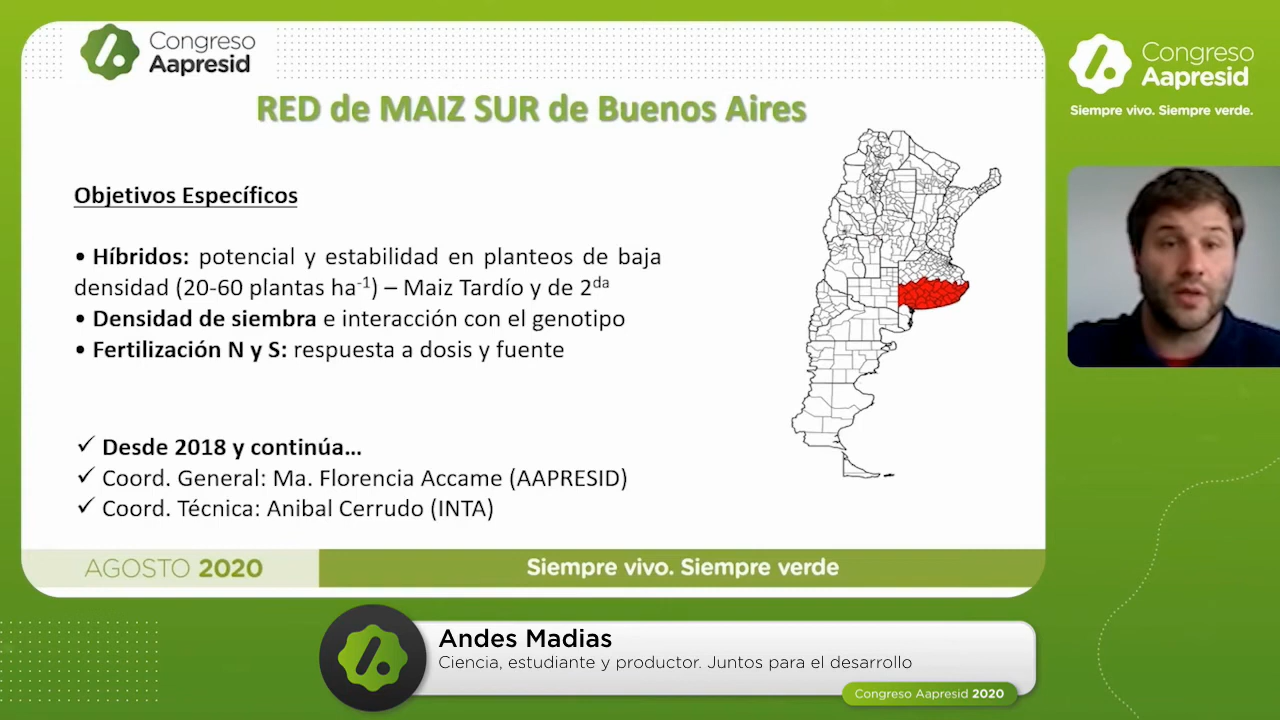 Congreso
Aapresid
RED de MAIZ SUR de Buenos Aires
Objetivos Específicos
• Híbridos: potencial y estabilidad en planteos de baja
densidad (20-60 plantas ha-1) – Maiz Tardío y de 2da
• Densidad de siembra e interacción con el genotipo
• Fertilización N y S: respuesta a dosis y fuente
✓ Desde 2018 y continúa...
✓ Coord. General: Ma. Florencia Accame (AAPRESID)
✓ Coord. Técnica: Anibal Cerrudo (INTA)
AGOSTO 2020
Siempre vivo. Siempre verde
Congreso
Aapresid
Siempre vivo. Siempre verde.
Andes Madias
Ciencia, estudiante y productor. Juntos para el desarrollo
Congreso Aapresid 2020